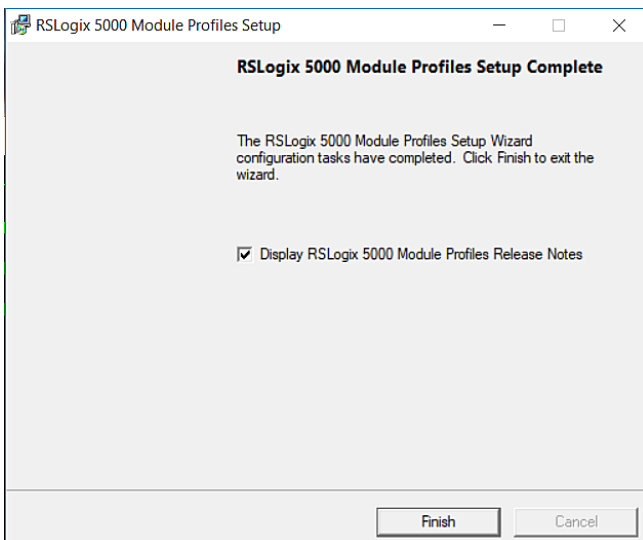 RSLogix 5000 Module Profiles Setup
RSLogix 5000 Module Profiles Setup Complete
The RSLogix 5000 Module Profiles Setup Wizard
configuration tasks have completed. Click Finish to exit the
wizard.
Display RSLogix 5000 Module Profiles Release Notes
Finish
Cancel